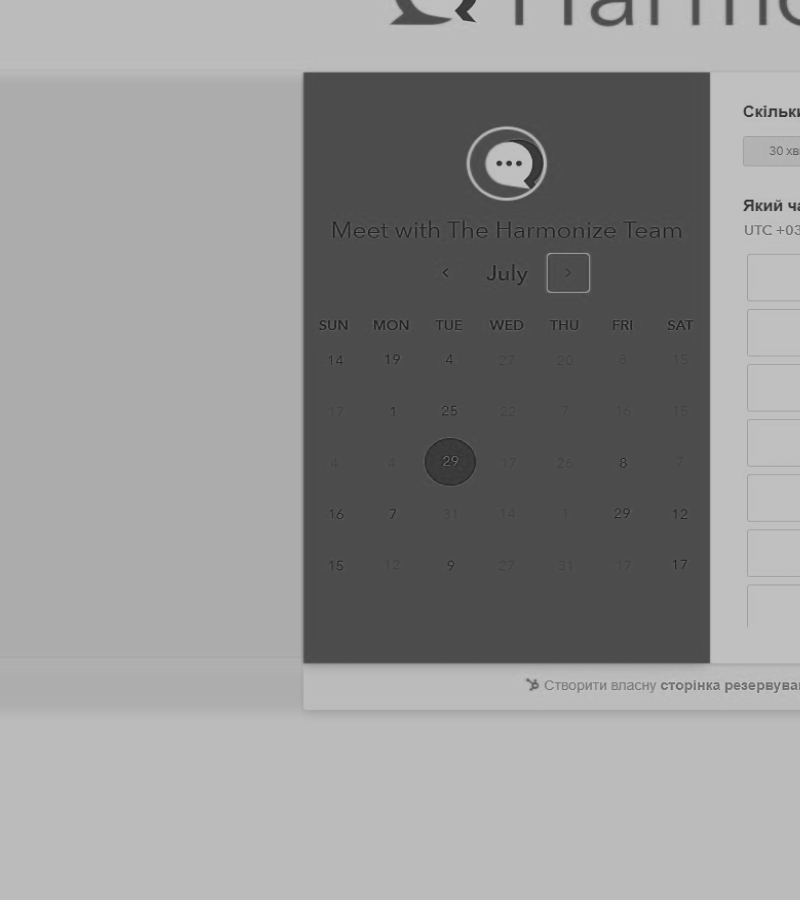 Harmo
Meet with The Harmonize Team
July
SUN MON TUE WED THU FRI SAT
14 19 4 27 20 8 15
17 1 25 22 7 16 15
4 4 29 17 26 8 7
16 7 31 14 1 29 12
15 12 9 27 31 17 17
Скільки
30 хв
Який ча
UTC +03
Створити власну сторінка резервува